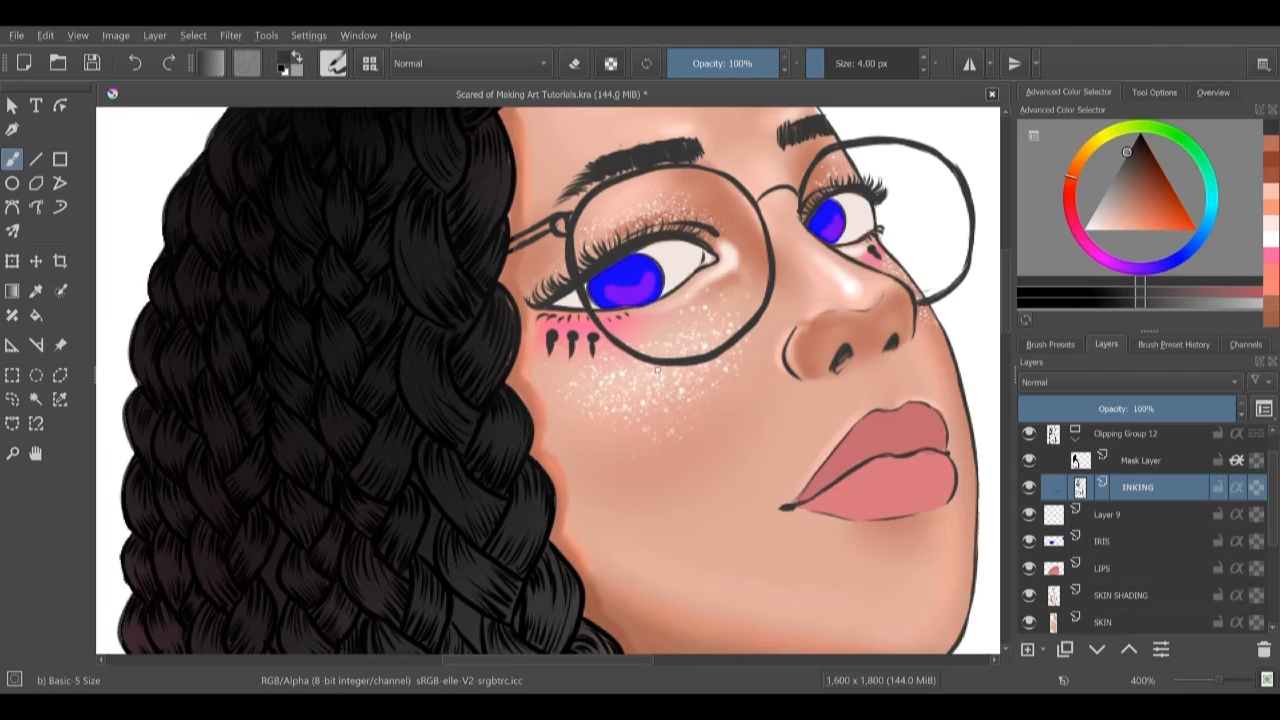 File Edit View Image Layer Select Filter Tools Settings Window Help
Normal Opacity: 100% Size: 4.00 px
Scared of Making Art Tutorials.kra (144.0 MiB) *
Advanced Color Selector Tool Options Overview
Advanced Color Selector
Brush Presets Layers Brush Preset History Channels
Layers
Normal
Opacity: 100%
Clipping Group 12
Mask Layer
INKING
Layer 9
IRIS
LIPS
SKIN SHADING
SKIN
b) Basic-5 Size RGB/Alpha (8-bit integer/channel) sRGB-elle-V2-srgbtrc.icc 1,600 x 1,800 (144.0 MiB) 400%